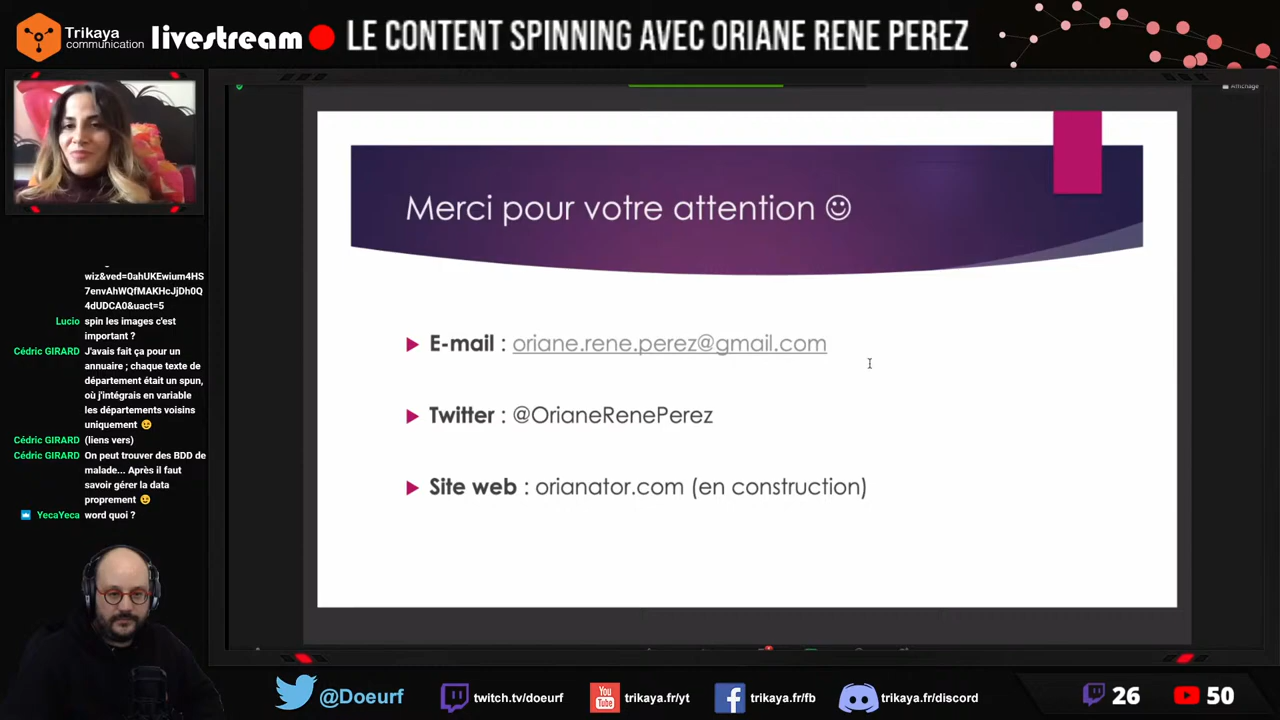 Trikaya
communication
livestream
LE CONTENT SPINNING AVEC ORIANE RENE PEREZ
Affichage
wiz&ved=0ahUKEwium4HS
7envAhWQfMAKHcJjDh0Q
4dUDCA0&uact=5
Lucio spin les images c'est
important ?
Cédric GIRARD J'avais fait ça pour un
annuaire ; chaque texte de
département était un spun,
où j'intégrais en variable
les départements voisins
uniquement 😉
Cédric GIRARD (liens vers)
Cédric GIRARD On peut trouver des BDD de
malade... Après il faut
savoir gérer la data
proprement 😉
YecaYeca word quoi ?
Merci pour votre attention ☺
E-mail : oriane.rene.perez@gmail.com
Twitter : @OrianeRenePerez
Site web : orianator.com (en construction)
@Doeurf
twitch.tv/doeurf
You
Tube
trikaya.fr/yt
trikaya.fr/fb
trikaya.fr/discord
26
50